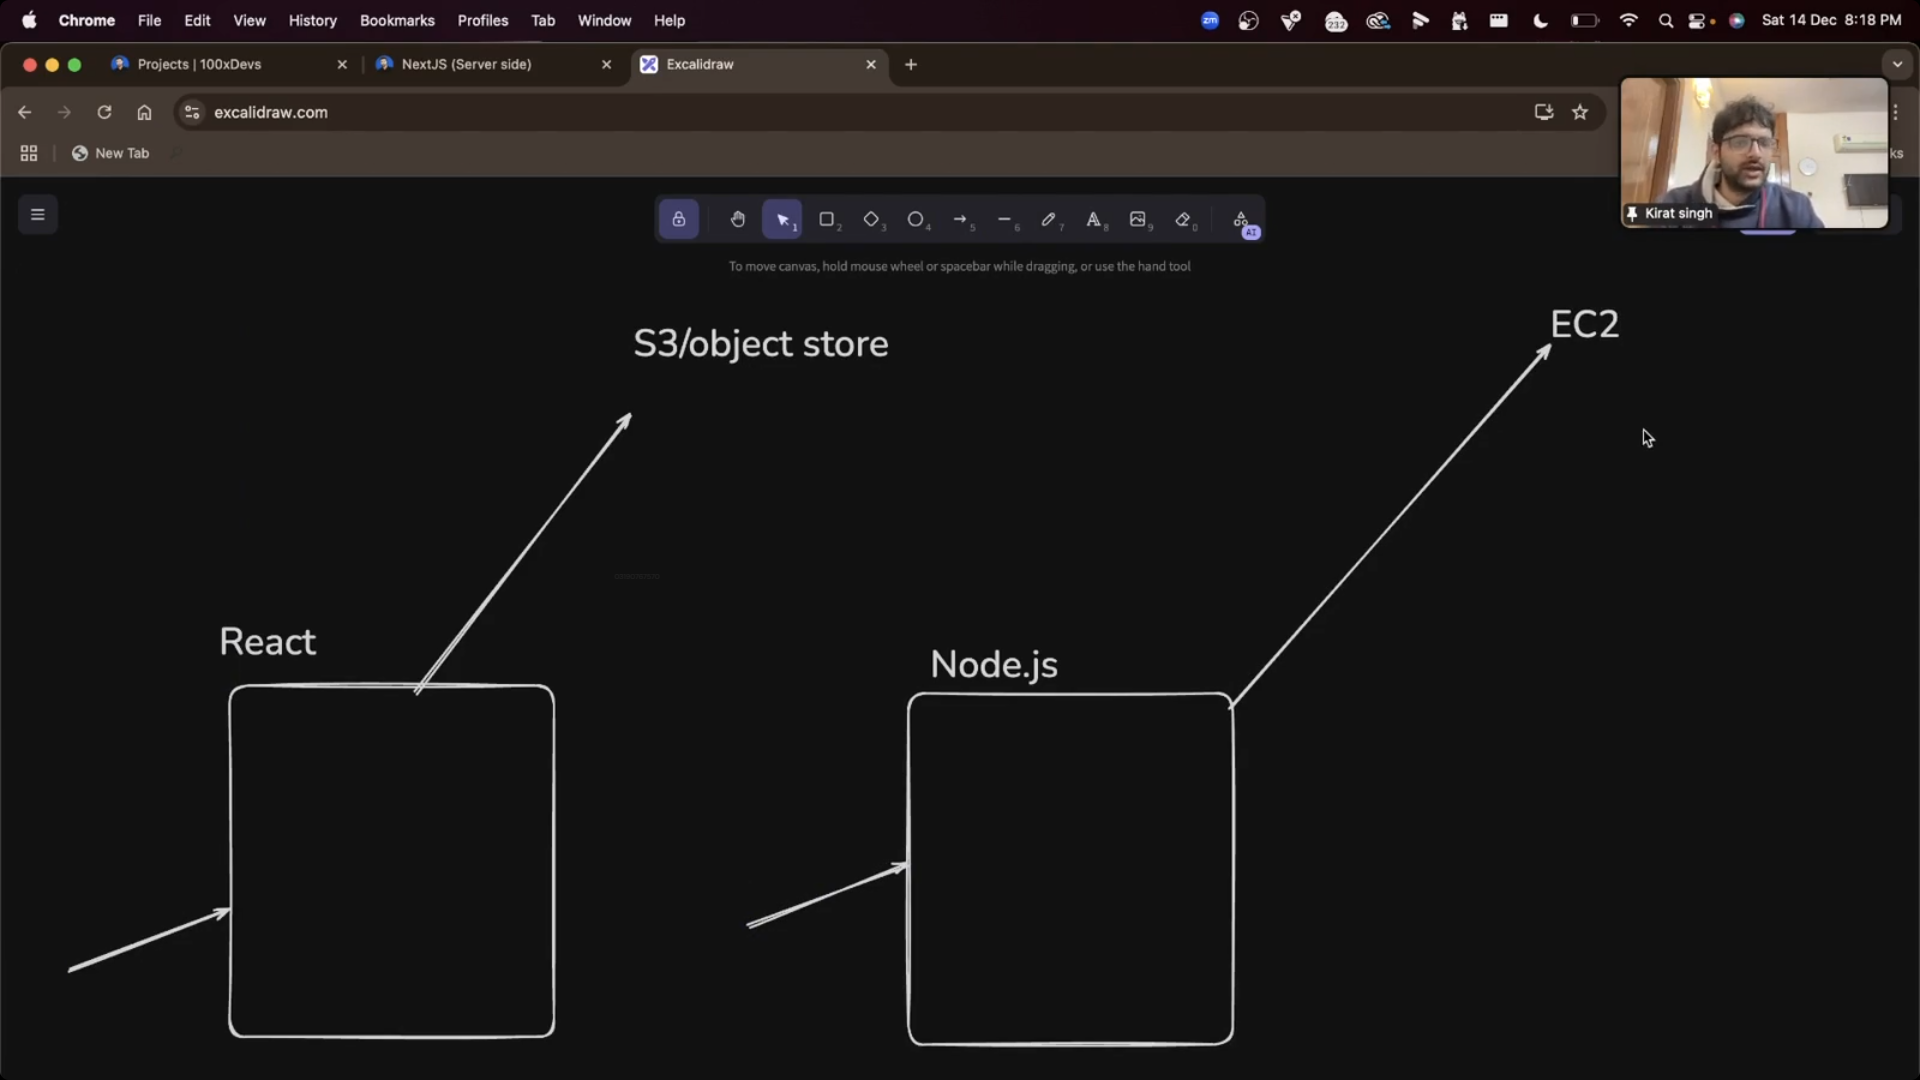 Chrome File Edit View History Bookmarks Profiles Tab Window Help zm 232 Sat 14 Dec 8:18 PM
Projects | 100xDevs NextJS (Server side) Excalidraw
excalidraw.com
New Tab ks
Kirat singh
1 2 3 4 5 6 7 A 8 9 0 AI
To move canvas, hold mouse wheel or spacebar while dragging, or use the hand tool
EC2
S3/object store
React
Node.js